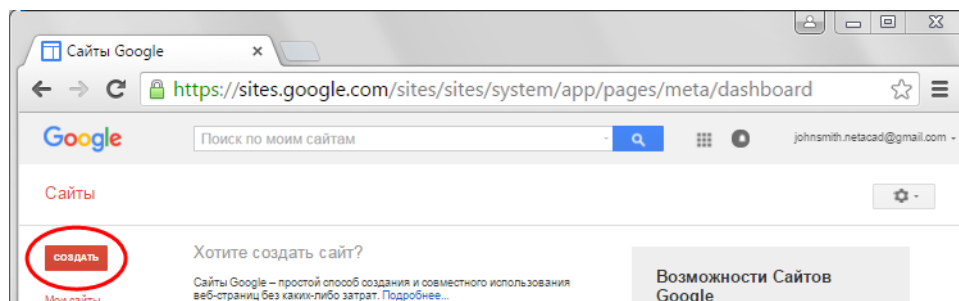 Сайты Google
https://sites.google.com/sites/sites/system/app/pages/meta/dashboard
Google
Поиск по моим сайтам
johnsmith.netacad@gmail.com
Сайты
СОЗДАТЬ
Хотите создать сайт?
Сайты Google – простой способ создания и совместного использования
веб-страниц без каких-либо затрат. Подробнее...
Мои сайты
Возможности Сайтов
Google